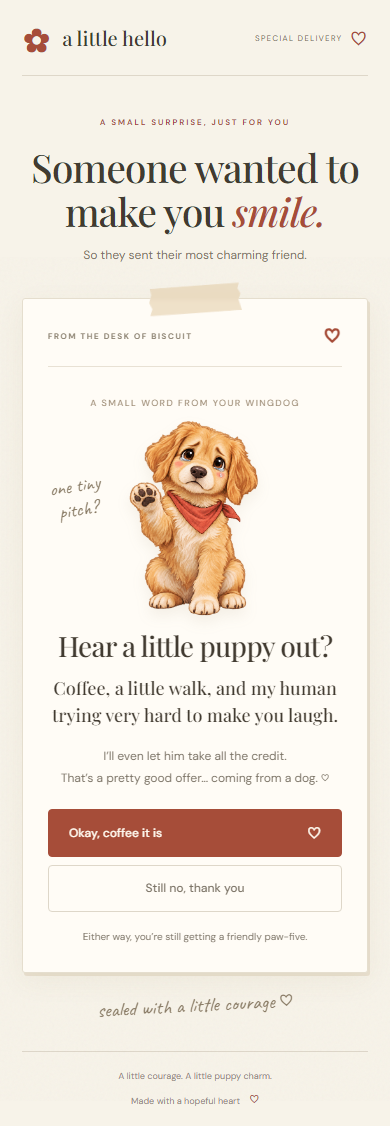 a little hello
SPECIAL DELIVERY
A SMALL SURPRISE, JUST FOR YOU
Someone wanted to
make you smile.
So they sent their most charming friend.
FROM THE DESK OF BISCUIT
A SMALL WORD FROM YOUR WINGDOG
one tiny
pitch?
Hear a little puppy out?
Coffee, a little walk, and my human
trying very hard to make you laugh.
I'll even let him take all the credit.
That's a pretty good offer… coming from a dog. ♡
Okay, coffee it is
Still no, thank you
Either way, you're still getting a friendly paw-five.
sealed with a little courage ♡
A little courage. A little puppy charm.
Made with a hopeful heart ♡